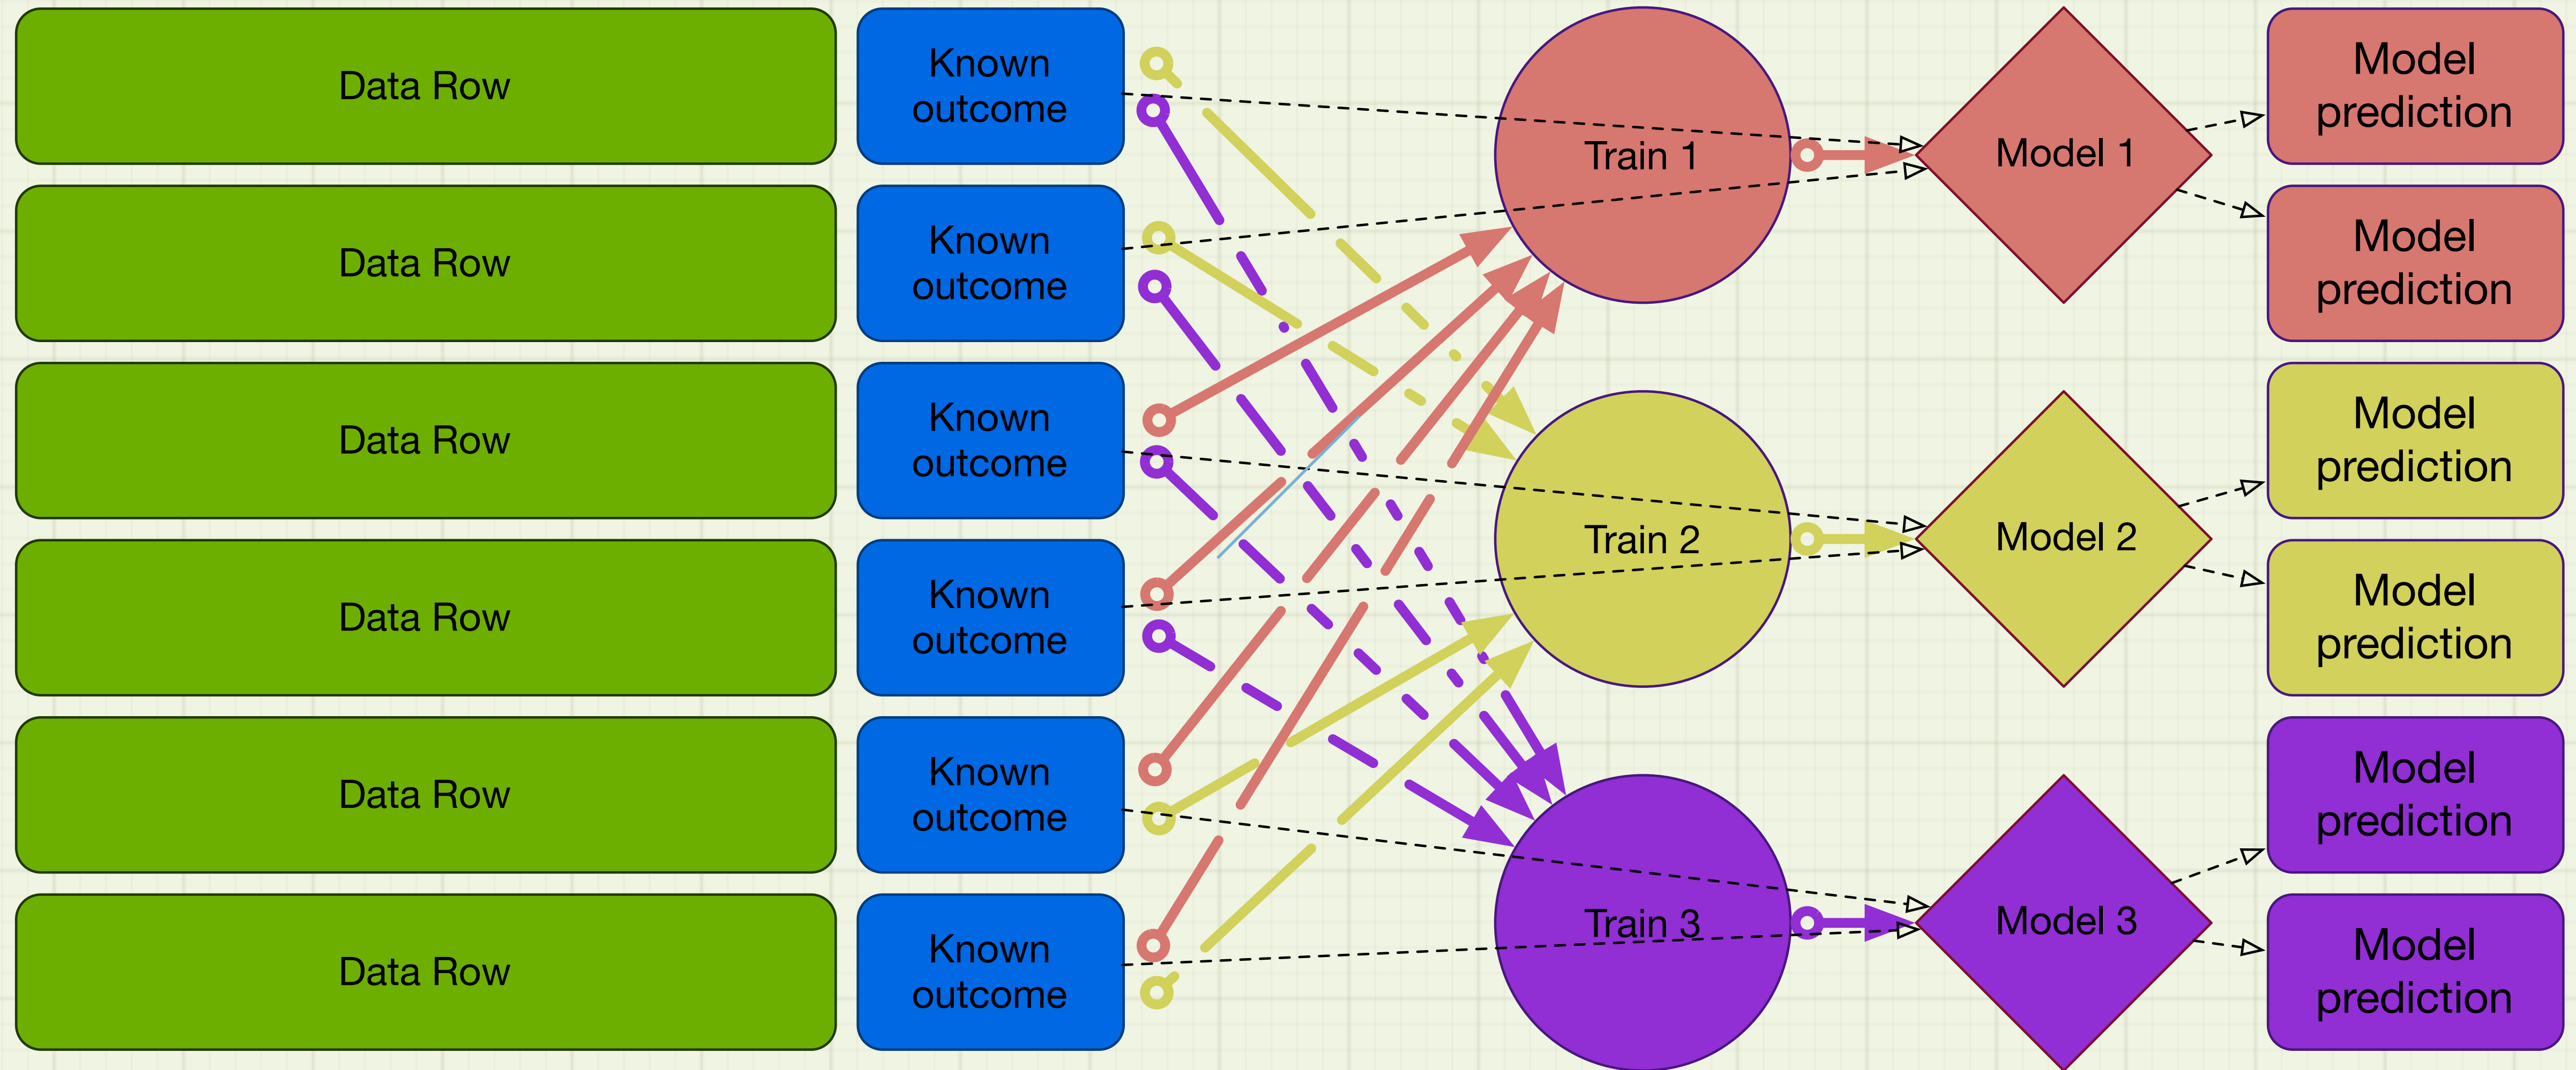 Data Row
Known
outcome
Train 1
Model 1
Model
prediction
Data Row
Known
outcome
Model
prediction
Data Row
Known
outcome
Train 2
Model 2
Model
prediction
Data Row
Known
outcome
Model
prediction
Data Row
Known
outcome
Train 3
Model 3
Model
prediction
Data Row
Known
outcome
Model
prediction